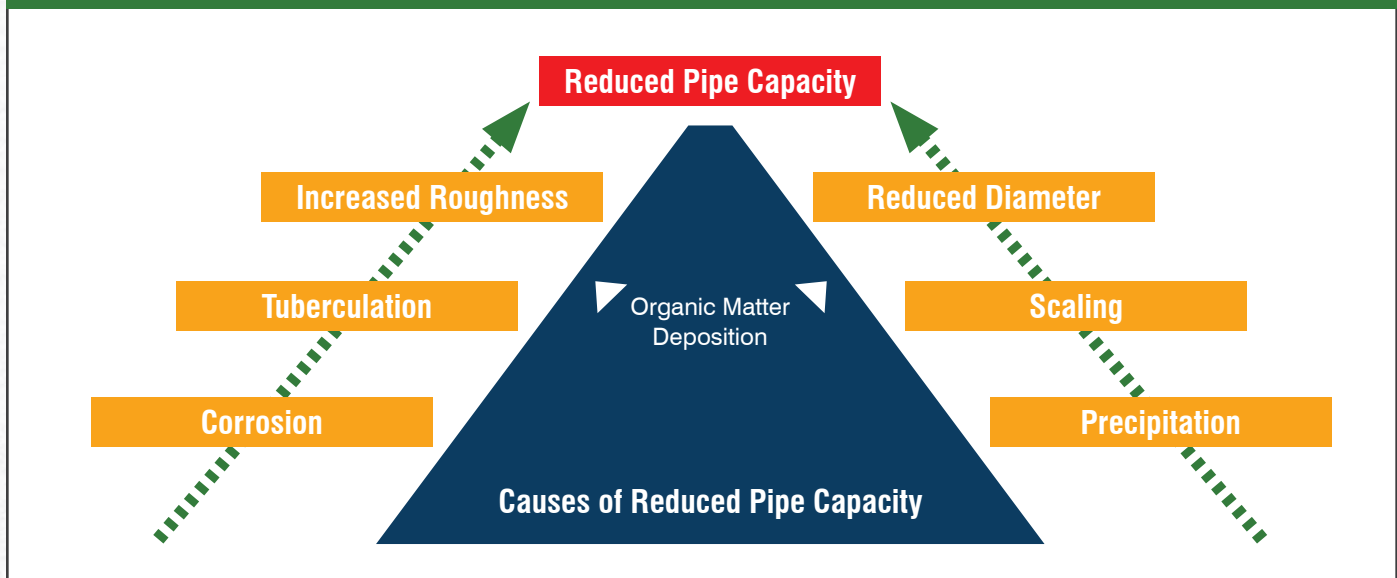 Reduced Pipe Capacity
Increased Roughness
Reduced Diameter
Tuberculation
Scaling
Organic Matter
Deposition
Corrosion
Precipitation
Causes of Reduced Pipe Capacity